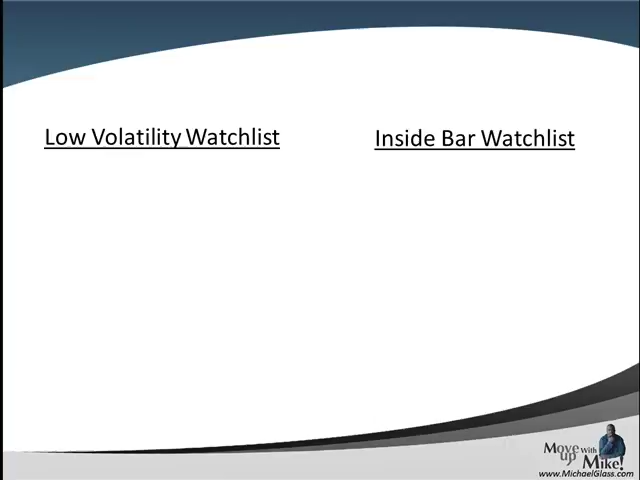 Low Volatility Watchlist
Inside Bar Watchlist
Move up With Mike!
www.MichaelGlass.com